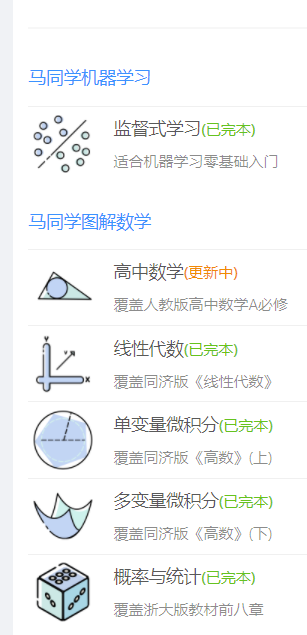 马同学机器学习
监督式学习(已完本)
适合机器学习零基础入门
马同学图解数学
高中数学(更新中)
覆盖人教版高中数学A必修
线性代数(已完本)
覆盖同济版《线性代数》
单变量微积分(已完本)
覆盖同济版《高数》(上)
多变量微积分(已完本)
覆盖同济版《高数》(下)
概率与统计(已完本)
覆盖浙大版教材前八章